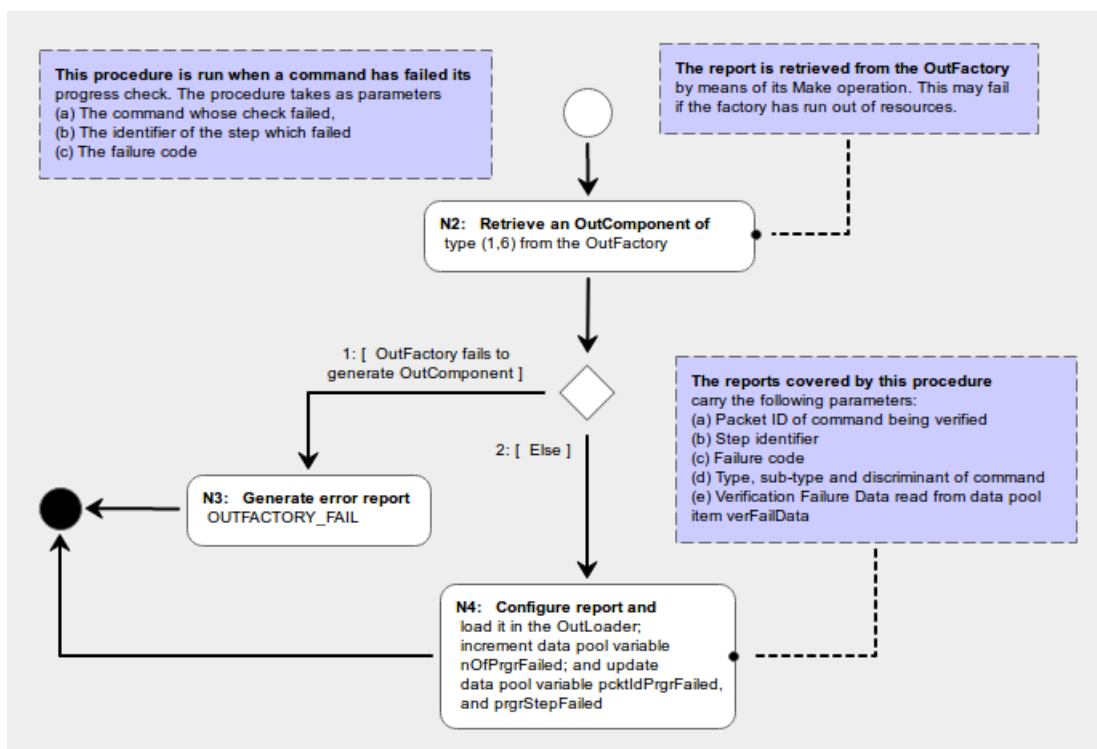 This procedure is run when a command has failed its
progress check. The procedure takes as parameters
(a) The command whose check failed,
(b) The identifier of the step which failed
(c) The failure code
The report is retrieved from the OutFactory
by means of its Make operation. This may fail
if the factory has run out of resources.
N2: Retrieve an OutComponent of
type (1,6) from the OutFactory
1: [ OutFactory fails to
generate OutComponent ]
2: [ Else ]
The reports covered by this procedure
carry the following parameters:
(a) Packet ID of command being verified
(b) Step identifier
(c) Failure code
(d) Type, sub-type and discriminant of command
(e) Verification Failure Data read from data pool
item verFailData
N3: Generate error report
OUTFACTORY_FAIL
N4: Configure report and
load it in the OutLoader;
increment data pool variable
nOfPrgrFailed; and update
data pool variable pcktIdPrgrFailed,
and prgrStepFailed